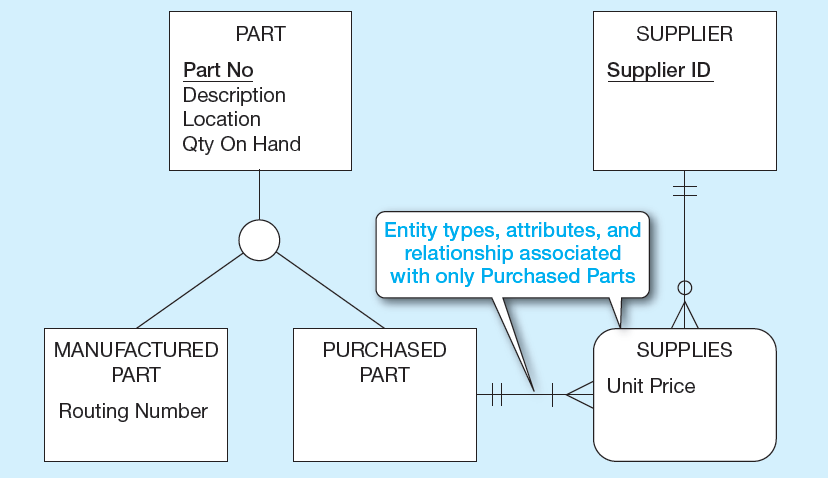 PART
Part No
Description
Location
Qty On Hand
SUPPLIER
Supplier ID
Entity types, attributes, and
relationship associated
with only Purchased Parts
MANUFACTURED
PART
Routing Number
PURCHASED
PART
SUPPLIES
Unit Price